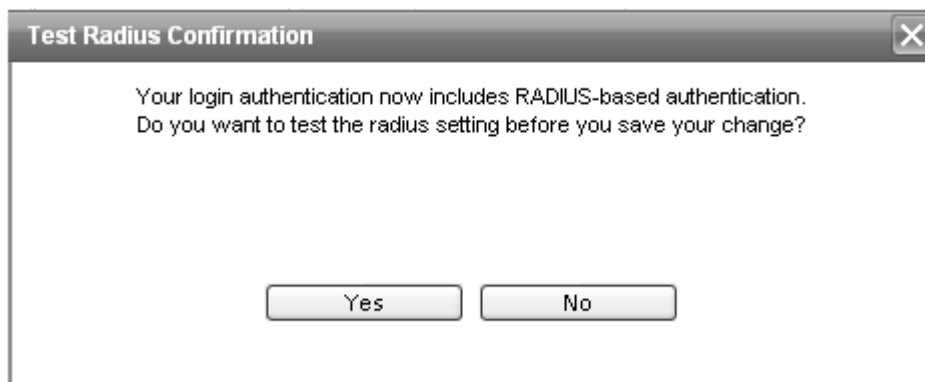 Test Radius Confirmation
Your login authentication now includes RADIUS-based authentication.
Do you want to test the radius setting before you save your change?
Yes No